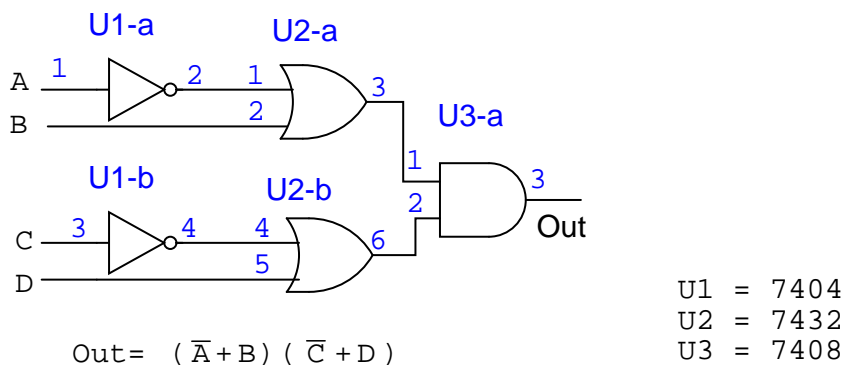 U1-a U2-a
A 1 2 1 3
B 2 U3-a
1 3
U1-b U2-b 2
C 3 4 4 6 Out
D 5
U1 = 7404
U2 = 7432
Out= (A̅+B)(C̅+D) U3 = 7408